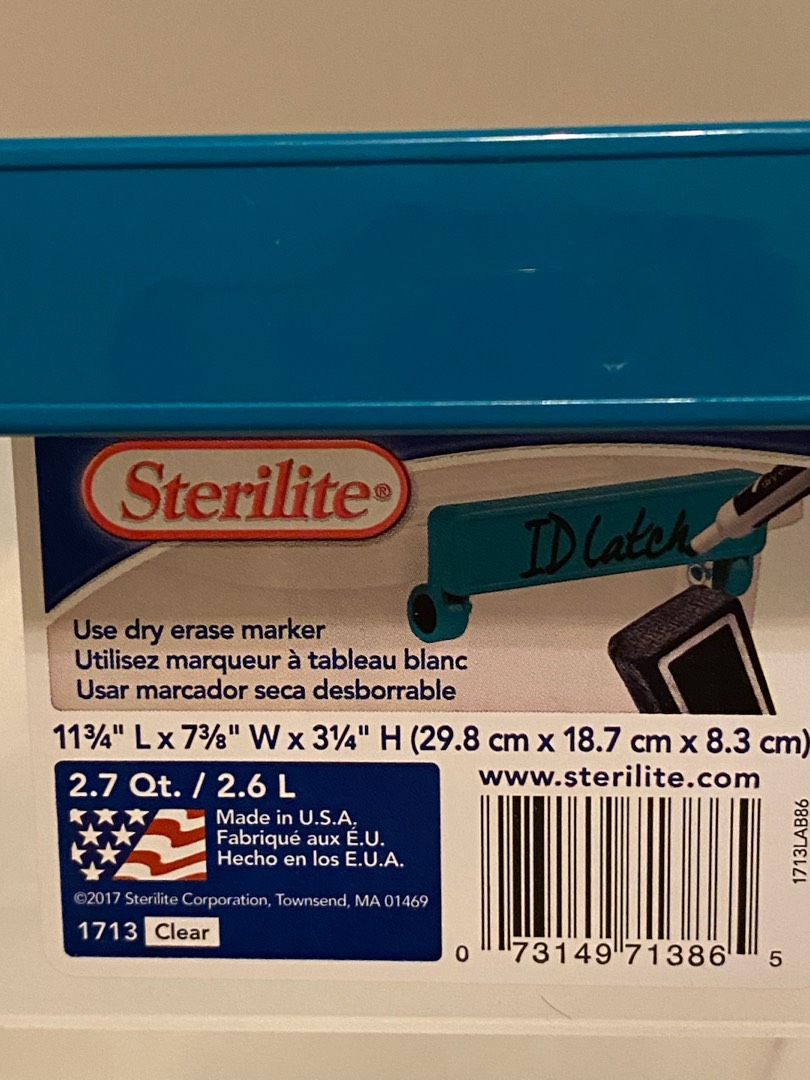 Sterilite®
ID Latch
Use dry erase marker
Utilisez marqueur à tableau blanc
Usar marcador seca desborrable
11¾" L x 7⅜" W x 3¼" H (29.8 cm x 18.7 cm x 8.3 cm)
2.7 Qt. / 2.6 L
www.sterilite.com
Made in U.S.A.
Fabriqué aux É.U.
Hecho en los E.U.A.
©2017 Sterilite Corporation, Townsend, MA 01469
1713 Clear
0 73149 71386 5
1713LAB86